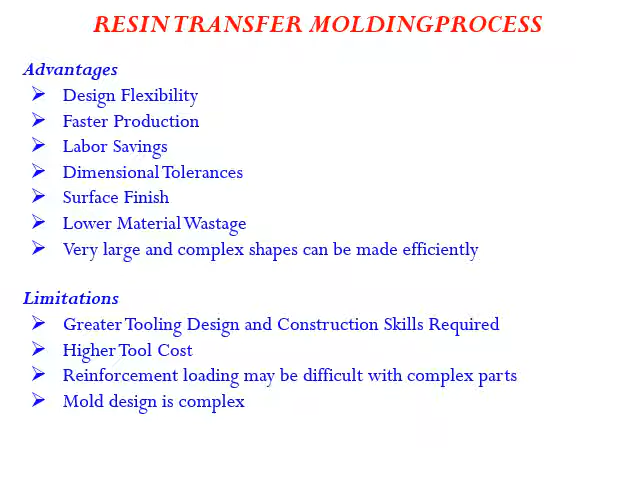 RESIN TRANSFER MOLDING PROCESS
Advantages
➢ Design Flexibility
➢ Faster Production
➢ Labor Savings
➢ Dimensional Tolerances
➢ Surface Finish
➢ Lower Material Wastage
➢ Very large and complex shapes can be made efficiently
Limitations
➢ Greater Tooling Design and Construction Skills Required
➢ Higher Tool Cost
➢ Reinforcement loading may be difficult with complex parts
➢ Mold design is complex